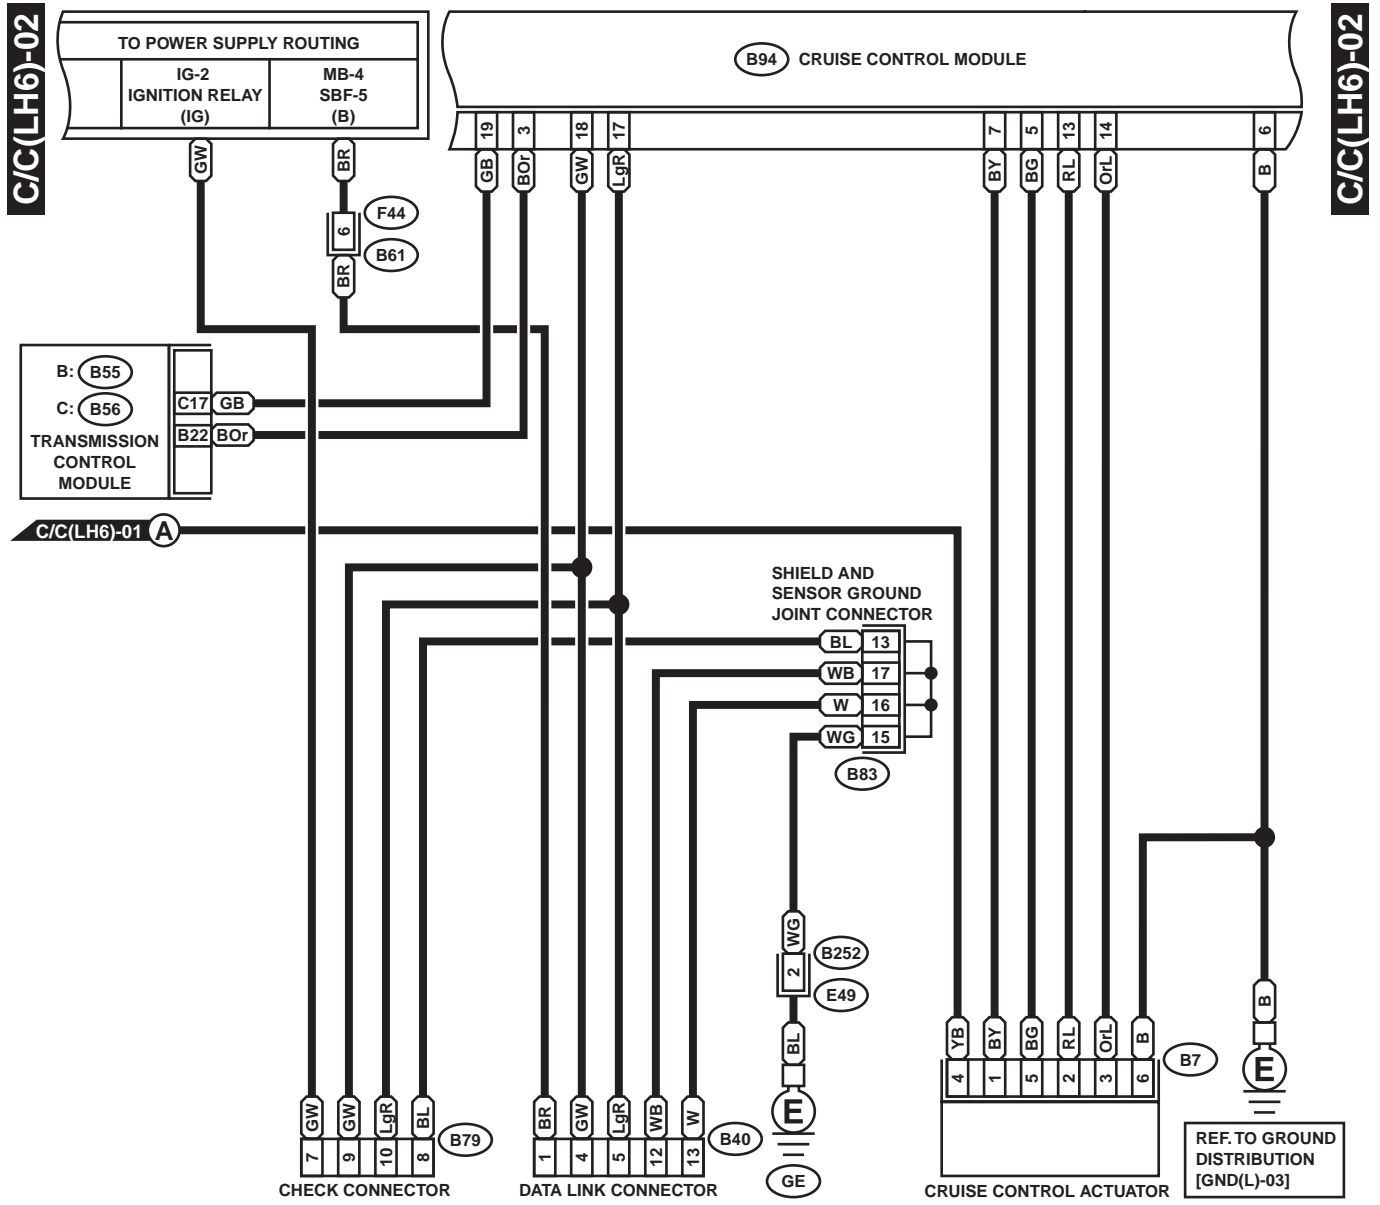 C/C(LH6)-02
C/C(LH6)-02
TO POWER SUPPLY ROUTING
IG-2
IGNITION RELAY
(IG)
MB-4
SBF-5
(B)
B94 CRUISE CONTROL MODULE
19 3 18 17 7 5 13 14 6
GW BR GB BOr GW LgR BY BG RL OrL B
F44
6
B61
BR
B: B55
C: B56
TRANSMISSION
CONTROL
MODULE
C17 GB
B22 BOr
C/C(LH6)-01 A
SHIELD AND
SENSOR GROUND
JOINT CONNECTOR
BL 13
WB 17
W 16
WG 15
B83
WG
B252
2
E49
BL
E
GE
B
E
REF. TO GROUND
DISTRIBUTION
[GND(L)-03]
YB BY BG RL OrL B
4 1 5 2 3 6
B7
CRUISE CONTROL ACTUATOR
GW GW LgR BL
7 9 10 8
B79
CHECK CONNECTOR
BR GW LgR WB W
1 4 5 12 13
B40
DATA LINK CONNECTOR